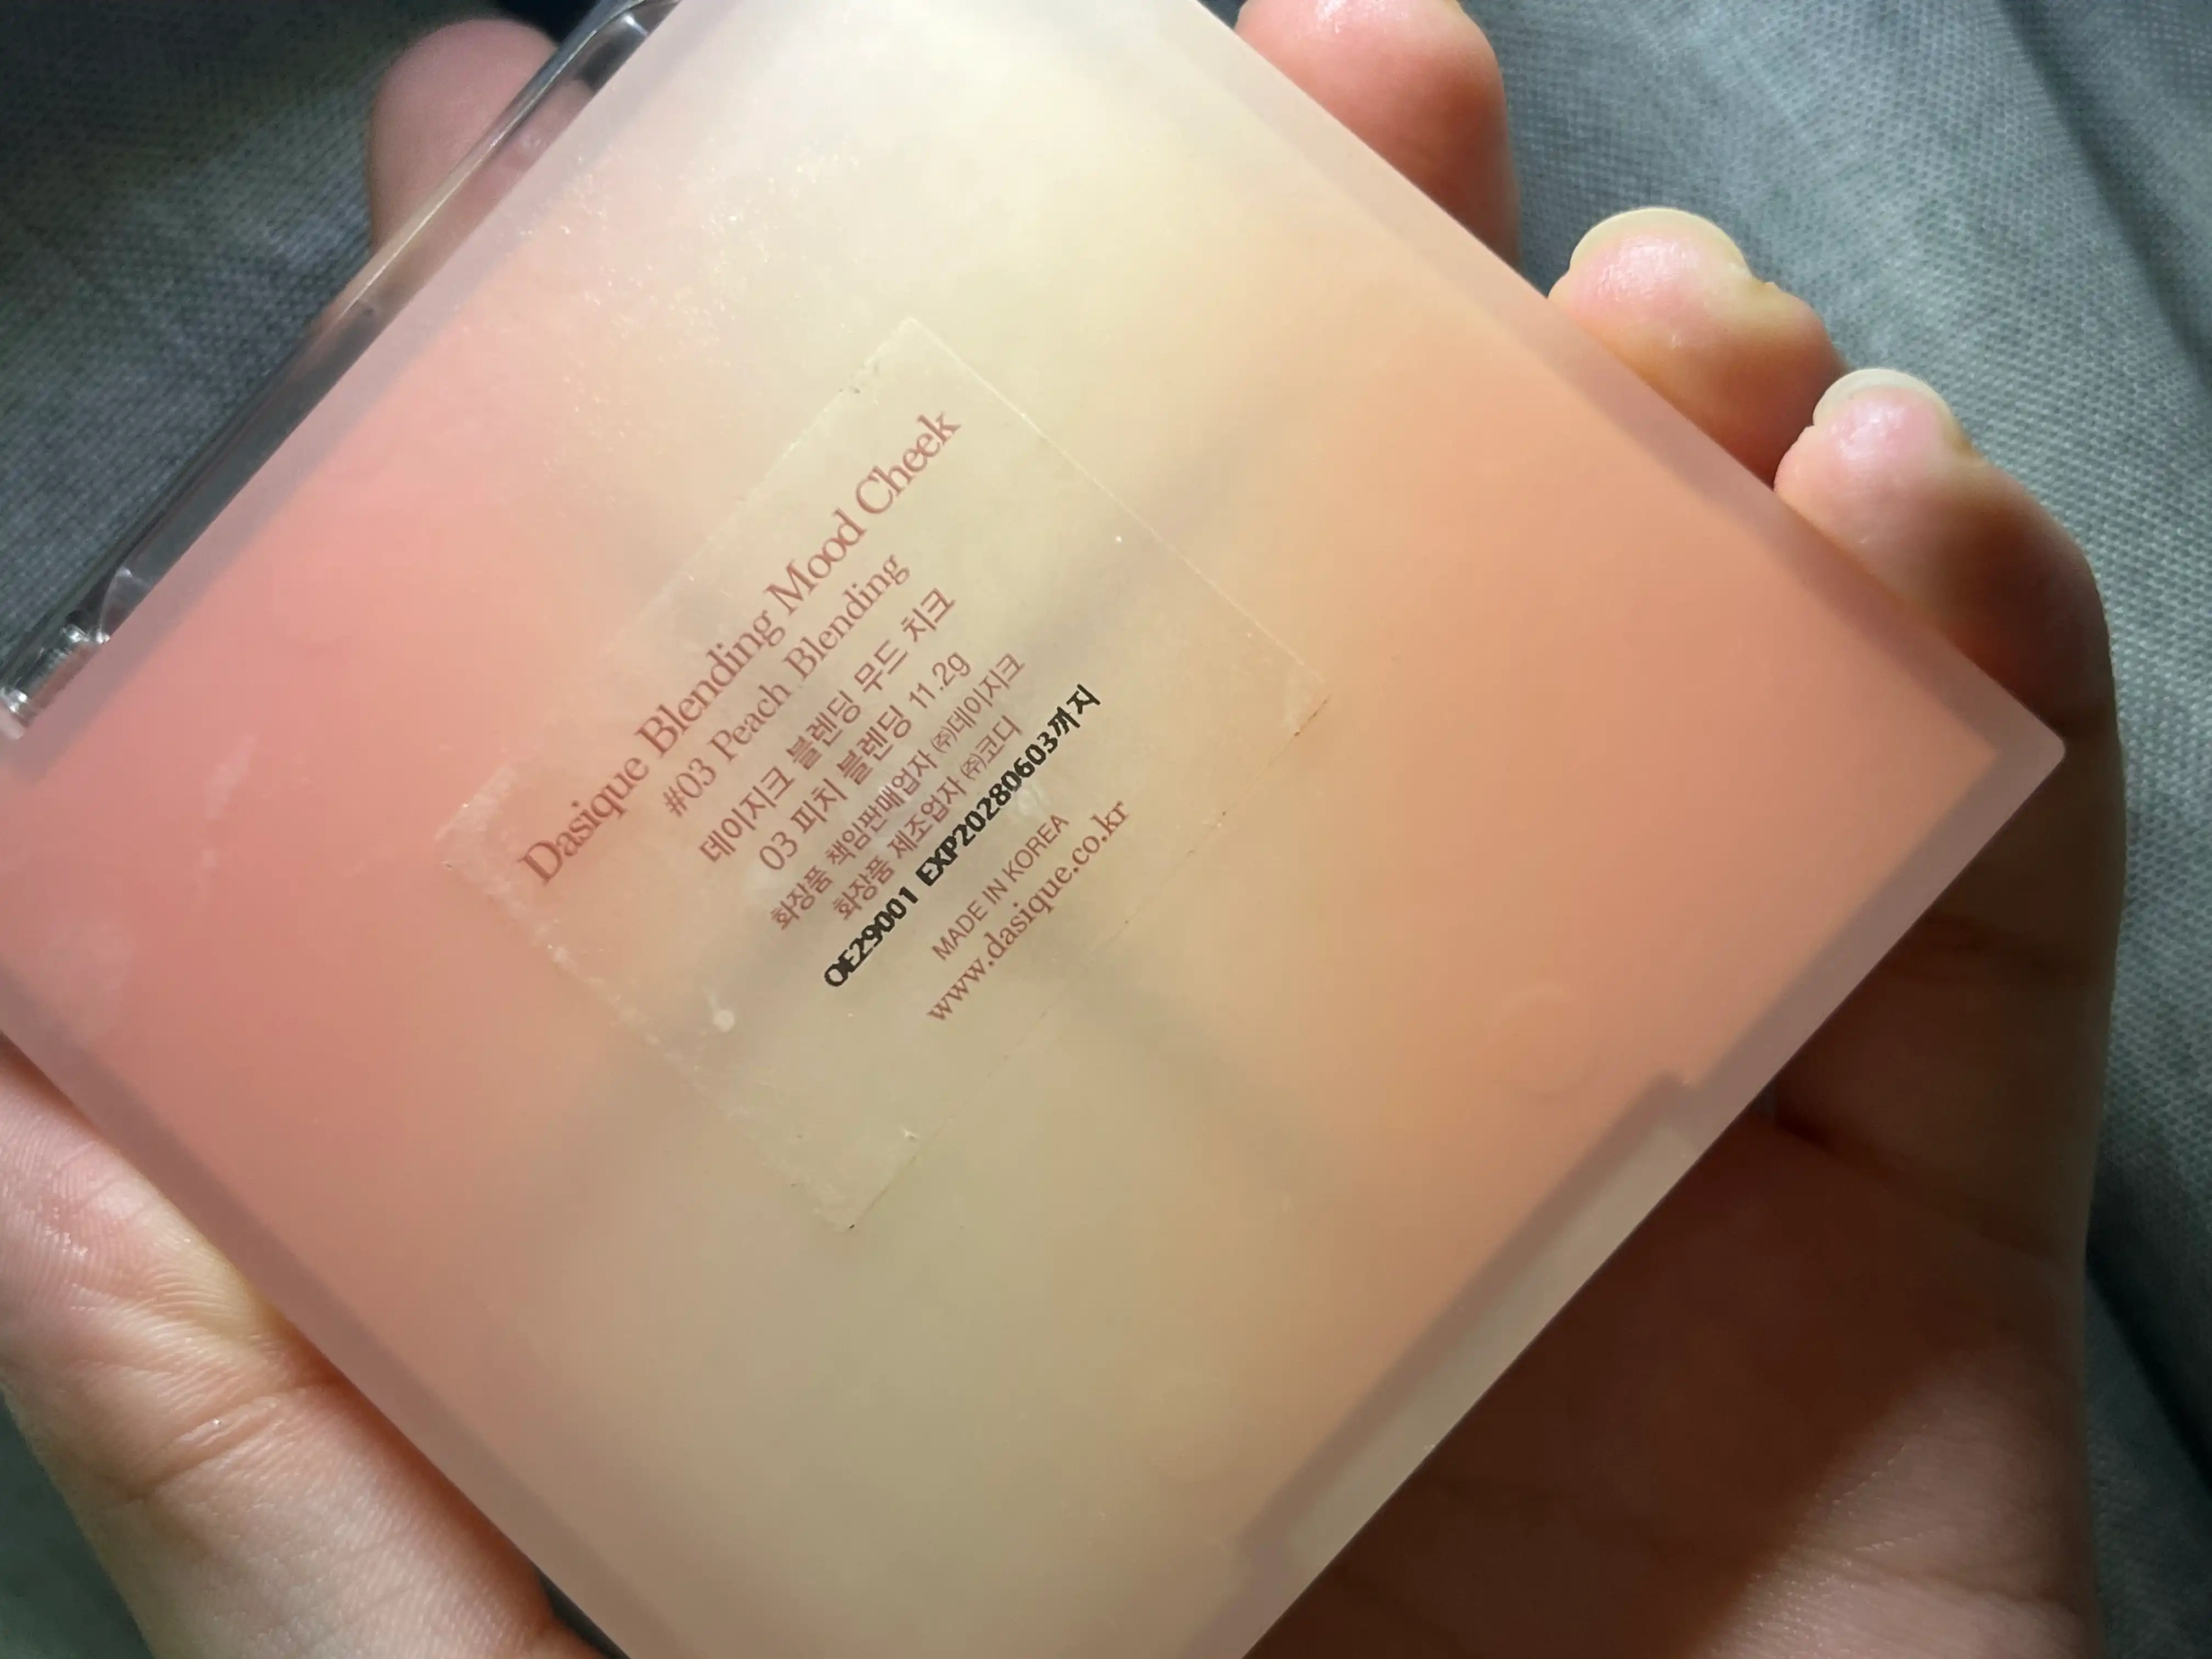 Dasique Blending Mood Cheek
#03 Peach Blending
데이지크 블렌딩 무드 치크
03 피치 블렌딩 11.2g
화장품 책임판매업자 ㈜데이지크
화장품 제조업자 ㈜코디
OE29001 EXP20280603까지
MADE IN KOREA
www.dasique.co.kr